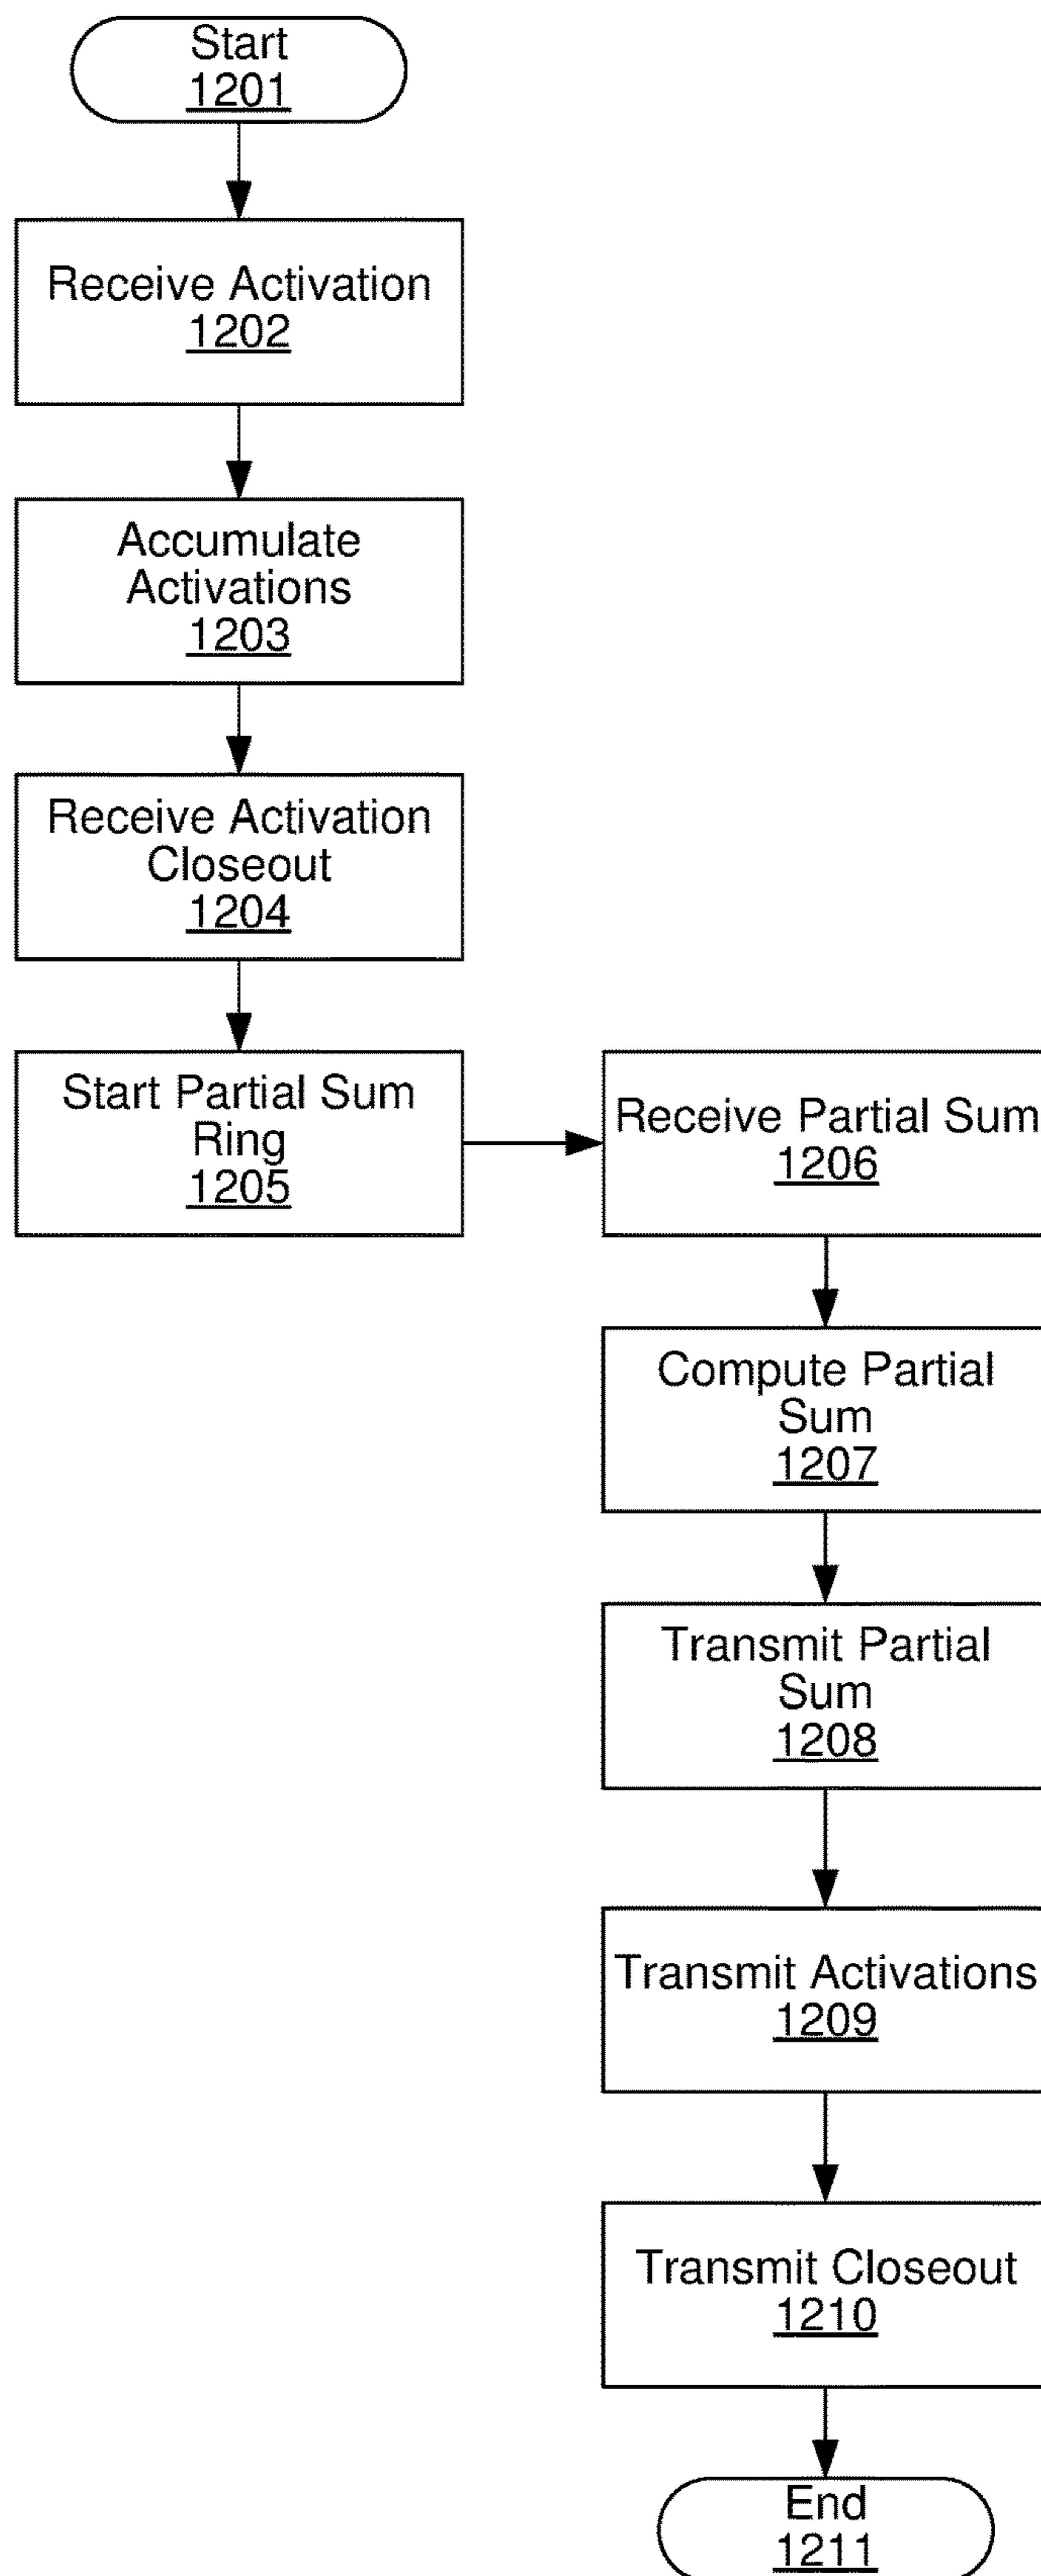 Start
1201
Receive Activation
1202
Accumulate
Activations
1203
Receive Activation
Closeout
1204
Start Partial Sum
Ring
1205
Receive Partial Sum
1206
Compute Partial
Sum
1207
Transmit Partial
Sum
1208
Transmit Activations
1209
Transmit Closeout
1210
End
1211